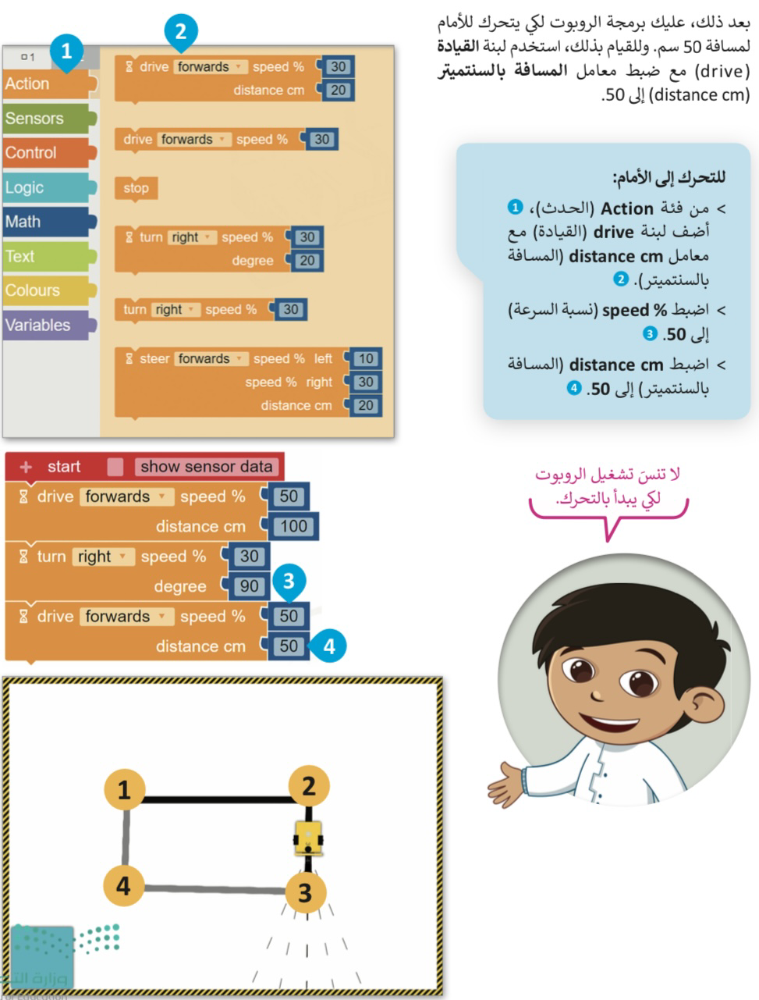 بعد ذلك، عليك برمجة الروبوت لكي يتحرك للأمام
لمسافة 50 سم. وللقيام بذلك، استخدم لبنة القيادة
(drive) مع ضبط معامل المسافة بالسنتميتر
(distance cm) إلى 50.
للتحرك إلى الأمام:
> من فئة Action (الحدث)، 1
أضف لبنة drive (القيادة) مع
معامل distance cm (المسافة
بالسنتميتر). 2
> اضبط speed % (نسبة السرعة)
إلى 50. 3
> اضبط distance cm (المسافة
بالسنتميتر) إلى 50. 4
1
1
2
Action
Sensors
Control
Logic
Math
Text
Colours
Variables
drive forwards speed % 30
distance cm 20
drive forwards speed % 30
stop
turn right speed % 30
degree 20
turn right speed % 30
steer forwards speed % left 10
speed % right 30
distance cm 20
+ start show sensor data
drive forwards speed % 50
distance cm 100
turn right speed % 30
degree 90
3
drive forwards speed % 50
distance cm 50
4
لا تنسَ تشغيل الروبوت
لكي يبدأ بالتحرك.
1 2
4 3